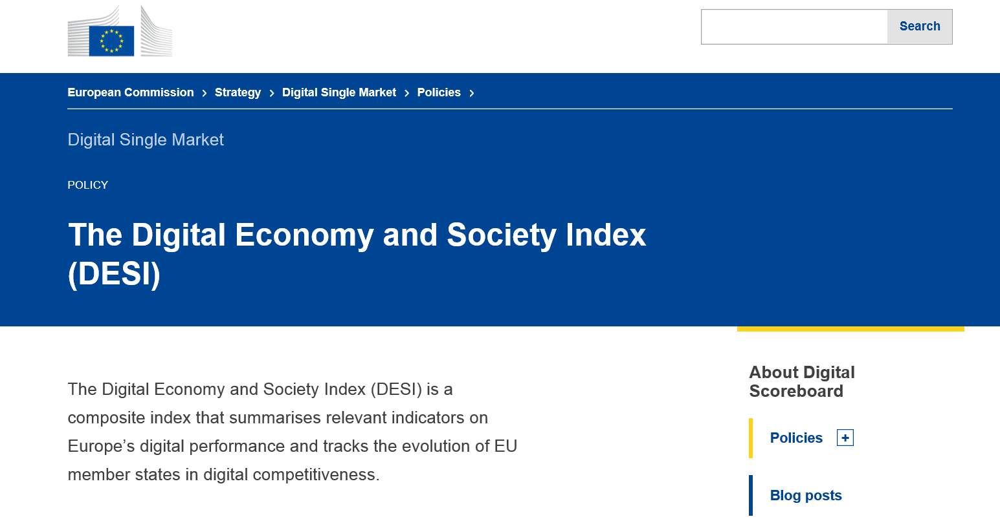 Search
European Commission > Strategy > Digital Single Market > Policies >
Digital Single Market
POLICY
The Digital Economy and Society Index
(DESI)
The Digital Economy and Society Index (DESI) is a
composite index that summarises relevant indicators on
Europe’s digital performance and tracks the evolution of EU
member states in digital competitiveness.
About Digital
Scoreboard
Policies +
Blog posts